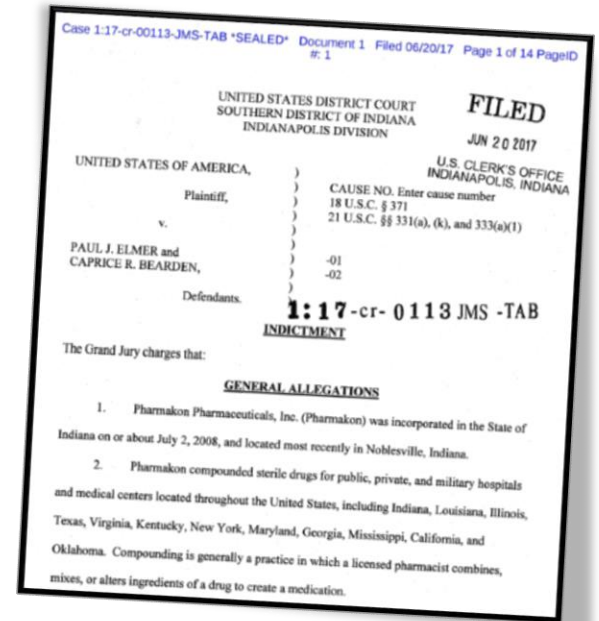 Case 1:17-cr-00113-JMS-TAB *SEALED* Document 1 Filed 06/20/17 Page 1 of 14 PageID
#: 1
UNITED STATES DISTRICT COURT
SOUTHERN DISTRICT OF INDIANA
INDIANAPOLIS DIVISION
FILED
JUN 20 2017
U.S. CLERK'S OFFICE
INDIANAPOLIS, INDIANA
UNITED STATES OF AMERICA, )
) CAUSE NO. Enter cause number
Plaintiff, ) 18 U.S.C. § 371
) 21 U.S.C. §§ 331(a), (k), and 333(a)(1)
v. )
)
PAUL J. ELMER and ) -01
CAPRICE R. BEARDEN, ) -02
)
Defendants. )
1:17-cr-0113 JMS -TAB
INDICTMENT
The Grand Jury charges that:
GENERAL ALLEGATIONS
1. Pharmakon Pharmaceuticals, Inc. (Pharmakon) was incorporated in the State of
Indiana on or about July 2, 2008, and located most recently in Noblesville, Indiana.
2. Pharmakon compounded sterile drugs for public, private, and military hospitals
and medical centers located throughout the United States, including Indiana, Louisiana, Illinois,
Texas, Virginia, Kentucky, New York, Maryland, Georgia, Mississippi, California, and
Oklahoma. Compounding is generally a practice in which a licensed pharmacist combines,
mixes, or alters ingredients of a drug to create a medication.